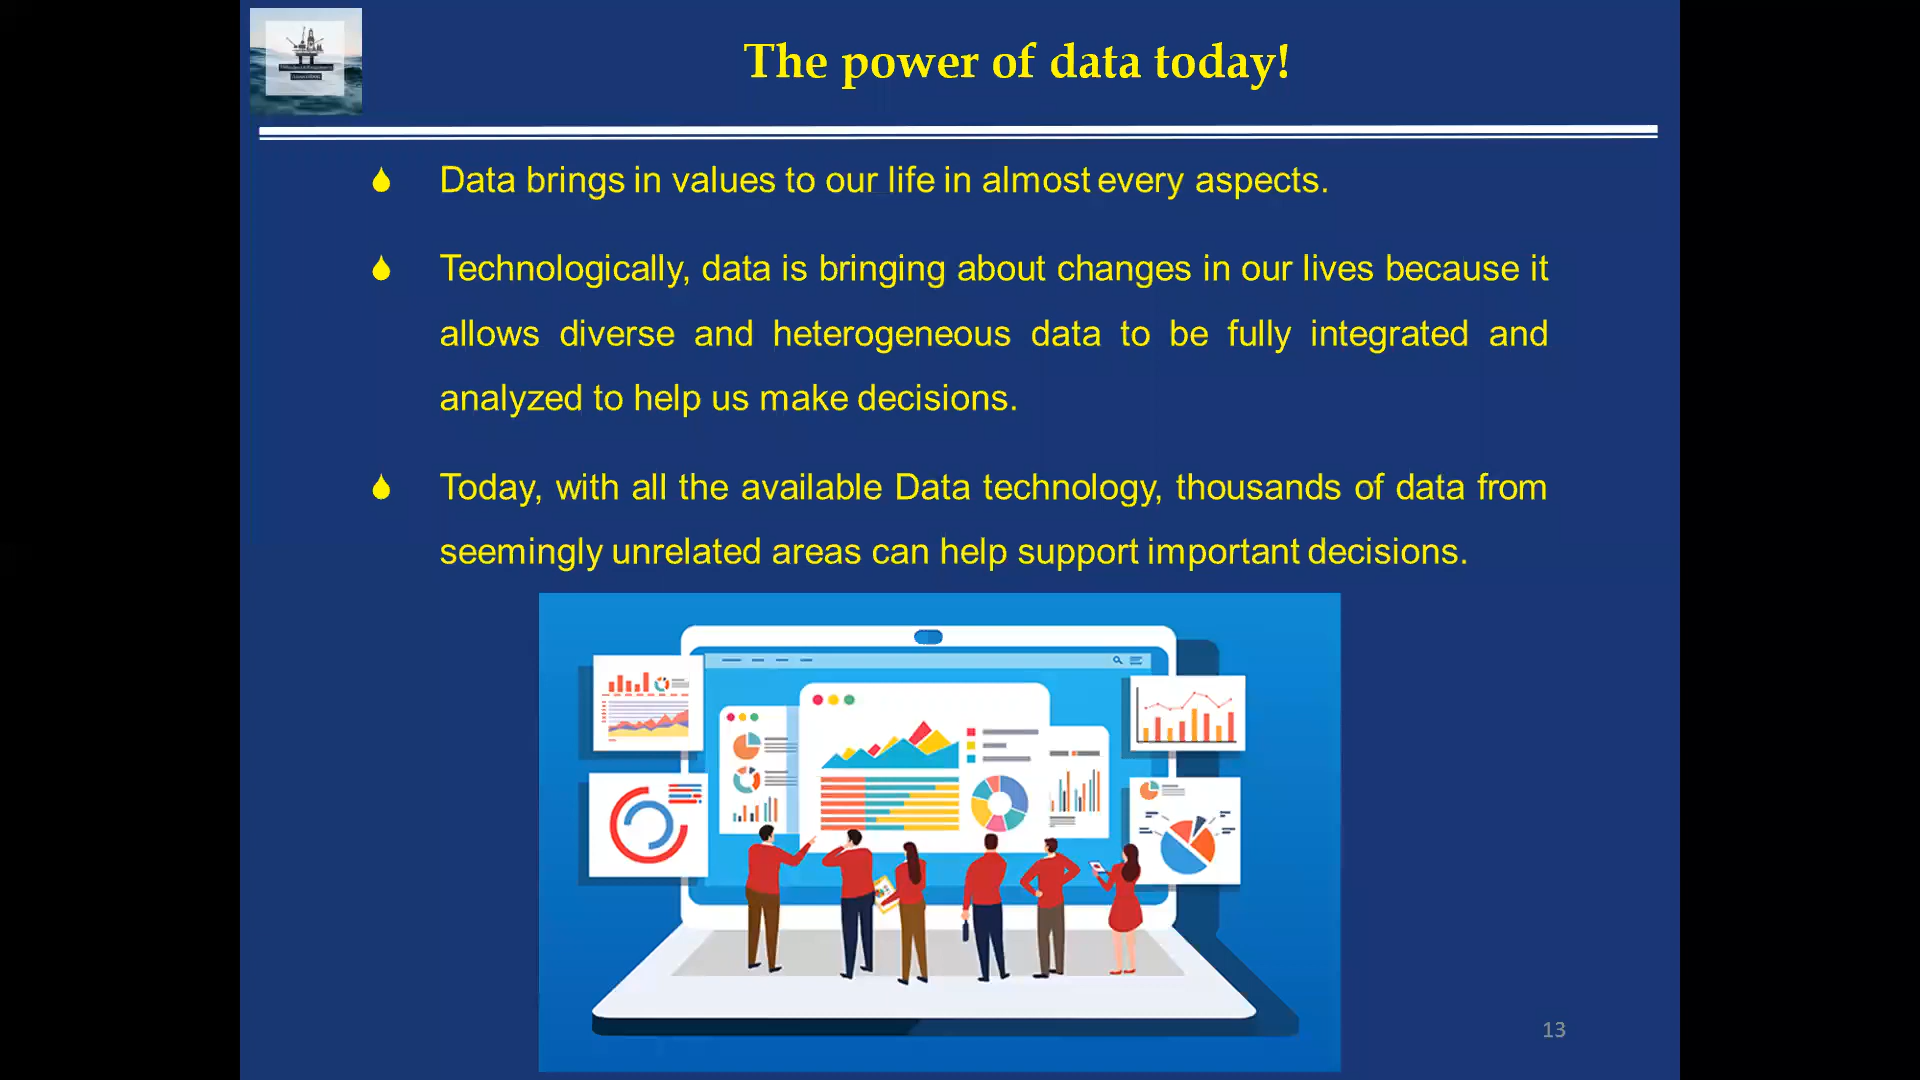 The power of data today!
Data brings in values to our life in almost every aspects.
Technologically, data is bringing about changes in our lives because it
allows diverse and heterogeneous data to be fully integrated and
analyzed to help us make decisions.
Today, with all the available Data technology, thousands of data from
seemingly unrelated areas can help support important decisions.
13